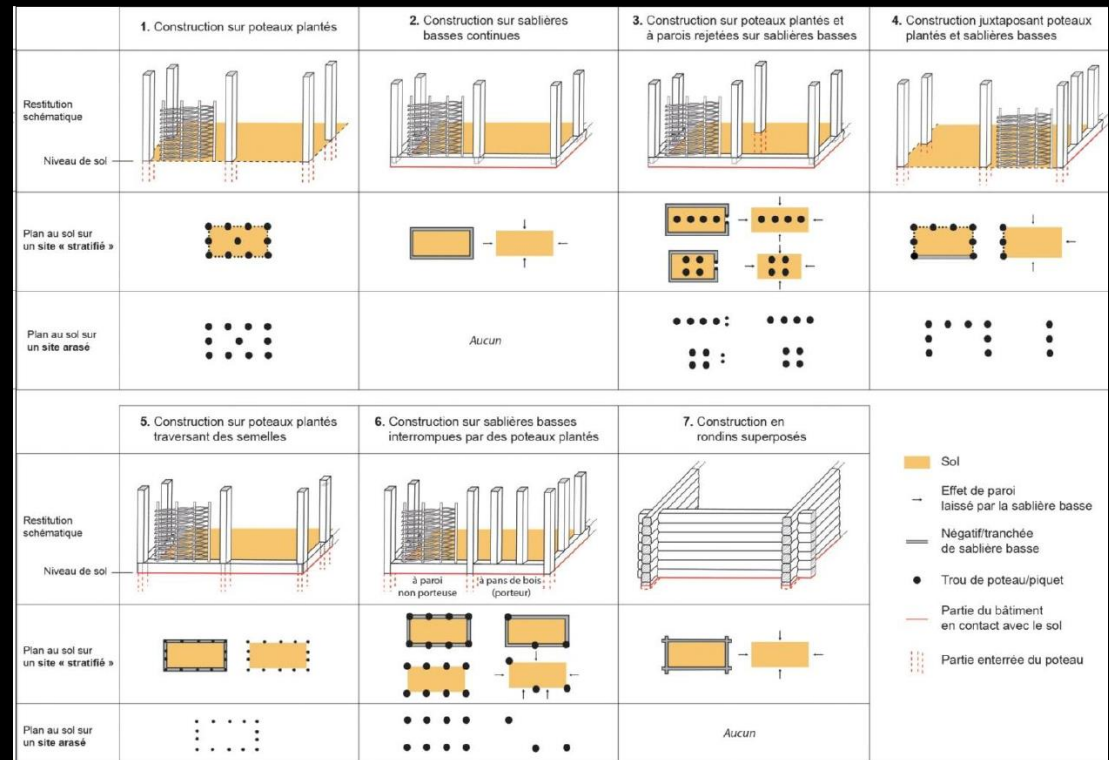 1. Construction sur poteaux plantés
2. Construction sur sablières
basses continues
3. Construction sur poteaux plantés et
à parois rejetées sur sablières basses
4. Construction juxtaposant poteaux
plantés et sablières basses
Restitution
schématique
Niveau de sol
Plan au sol sur
un site « stratifié »
Plan au sol sur
un site arasé
Aucun
5. Construction sur poteaux plantés
traversant des semelles
6. Construction sur sablières basses
interrompues par des poteaux plantés
7. Construction en
rondins superposés
Restitution
schématique
Niveau de sol
à paroi
non porteuse
à pans de bois
(porteur)
Plan au sol sur
un site « stratifié »
Plan au sol sur
un site arasé
Aucun
Sol
Effet de paroi
laissé par la sablière basse
Négatif/tranchée
de sablière basse
Trou de poteau/piquet
Partie du bâtiment
en contact avec le sol
Partie enterrée du poteau